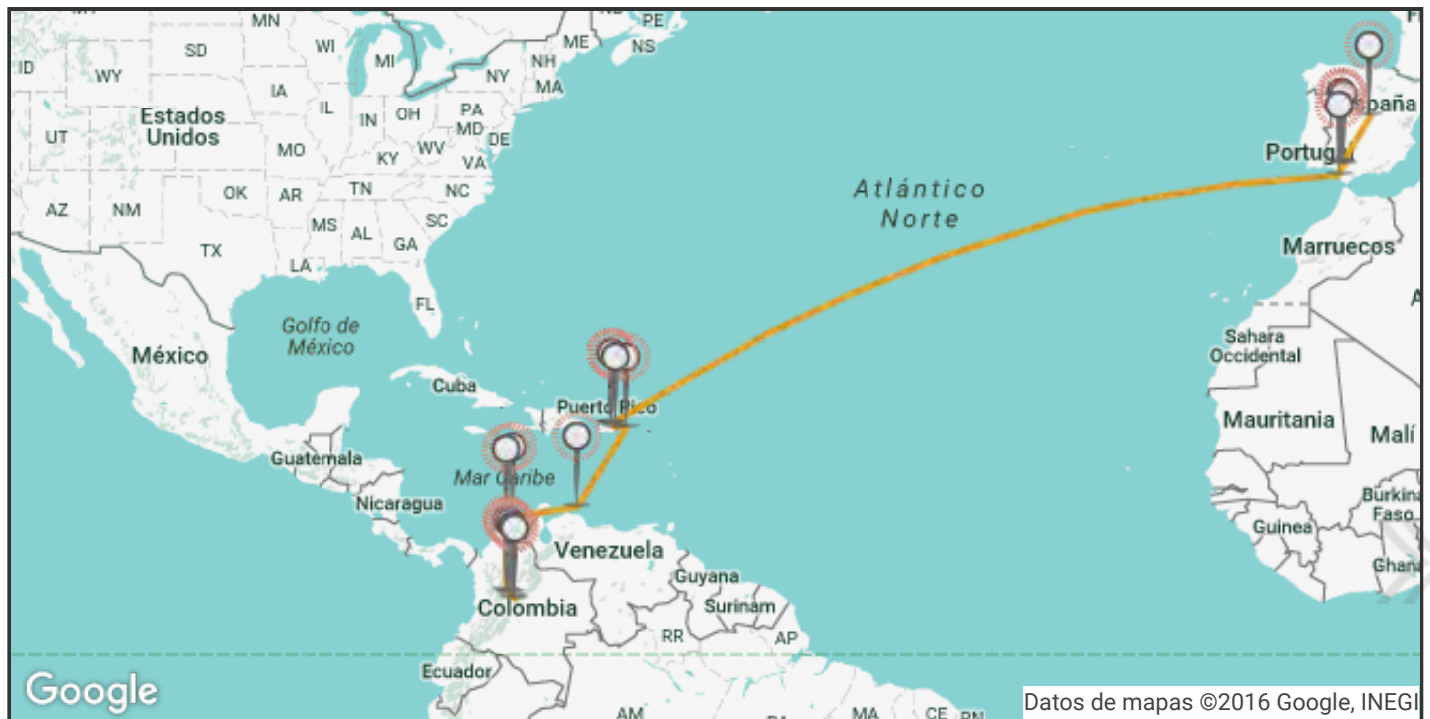 MN
PE
NS
ME
SD
WI
ID
WY
MI
NH
NY
MA
IA
Estados
Unidos
IL
IN
OH
PA
MD
DE
UT
MO
KY
WV
VA
TN
NC
OK
AR
AZ
NM
MS
AL
GA
SC
TX
LA
FL
Golfo de
México
México
Cuba
Puerto Rico
Guatemala
Mar Caribe
Nicaragua
Venezuela
Guyana
Surinam
Colombia
RR
AP
Ecuador
AM
MA
CE
Atlántico
Norte
España
Portug
Marruecos
Sahara
Occidental
Mauritania
Malí
Burkina
Faso
Guinea
Ghana
Google
Datos de mapas ©2016 Google, INEGI